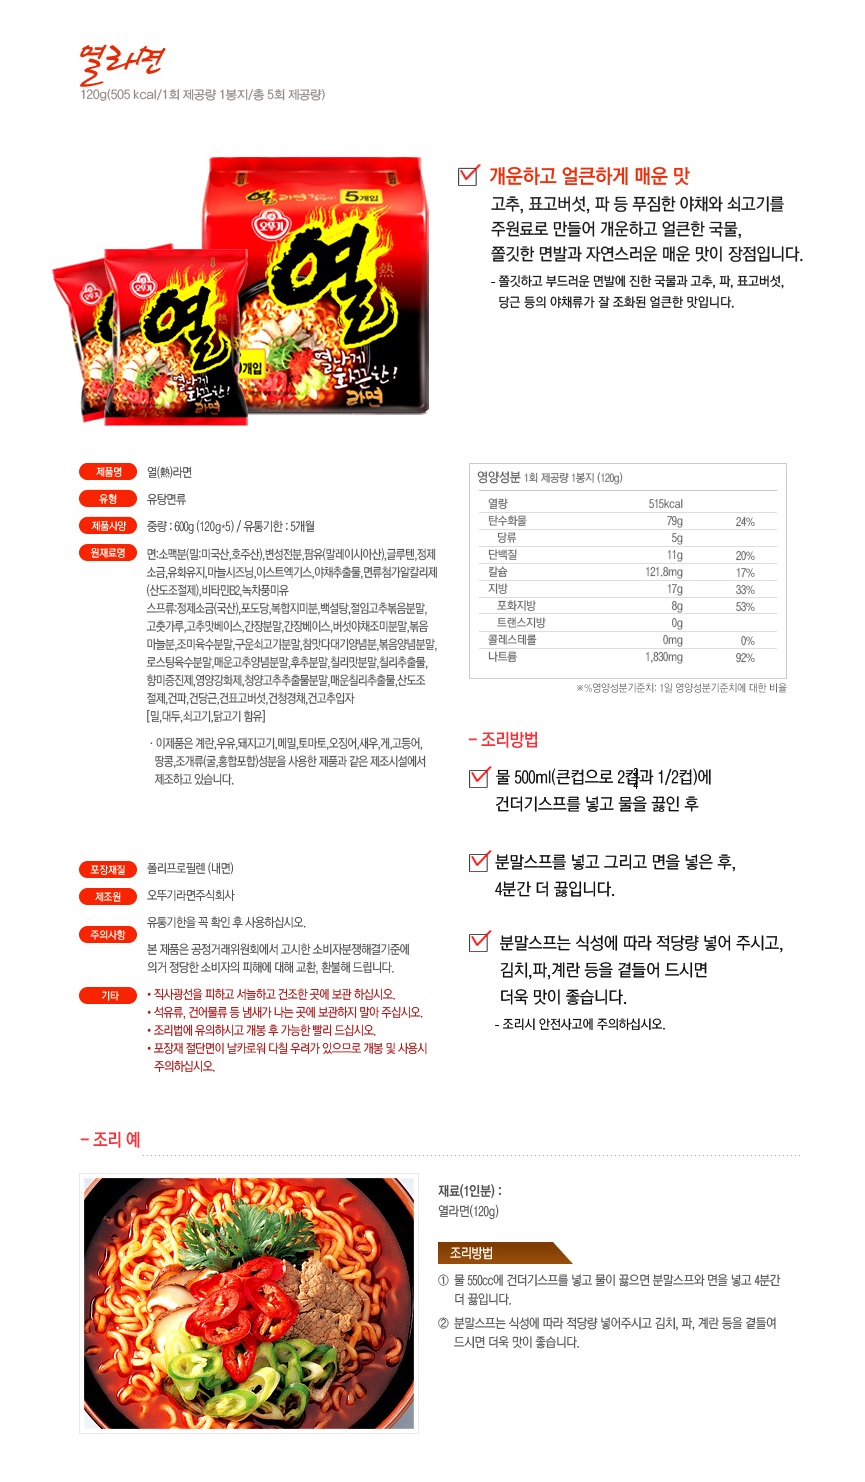 열라면
120g(505 kcal/1회 제공량 1봉지/총 5회 제공량)
열라면
5개입
오뚜기
열
熱
개입
열나게
화끈한!
라면
오뚜기
오뚜기
열
熱
열나게
화끈한!
라면
개운하고 얼큰하게 매운 맛
고추, 표고버섯, 파 등 푸짐한 야채와 쇠고기를
주원료로 만들어 개운하고 얼큰한 국물,
쫄깃한 면발과 자연스러운 매운 맛이 장점입니다.
- 쫄깃하고 부드러운 면발에 진한 국물과 고추, 파, 표고버섯,
당근 등의 야채류가 잘 조화된 얼큰한 맛입니다.
제품명 열(熱)라면
유형 유탕면류
제품사양 중량 : 600g (120g*5) / 유통기한 : 5개월
원재료명 면:소맥분(밀:미국산,호주산),변성전분,팜유(말레이시아산),글루텐,정제
소금,유화유지,마늘시즈닝,이스트엑기스,야채추출물,면류첨가알칼리제
(산도조절제),비타민B2,녹차풍미유
스프류:정제소금(국산),포도당,복합지미분,백설탕,절임고추볶음분말,
고춧가루,고추맛베이스,간장분말,간장베이스,버섯야채조미분말,볶음
마늘분,조미육수분말,구운쇠고기분말,참맛다대기양념분,볶음양념분말,
로스팅육수분말,매운고추양념분말,후추분말,칠리맛분말,칠리추출물,
향미증진제,영양강화제,청양고추추출물분말,매운칠리추출물,산도조
절제,건파,건당근,건표고버섯,건청경채,건고추입자
[밀,대두,쇠고기,닭고기 함유]
· 이제품은 계란,우유,돼지고기,메밀,토마토,오징어,새우,게,고등어,
땅콩,조개류(굴,홍합포함)성분을 사용한 제품과 같은 제조시설에서
제조하고 있습니다.
포장재질 폴리프로필렌 (내면)
제조원 오뚜기라면주식회사
주의사항 유통기한을 꼭 확인 후 사용하십시오.
본 제품은 공정거래위원회에서 고시한 소비자분쟁해결기준에
의거 정당한 소비자의 피해에 대해 교환, 환불해 드립니다.
기타 • 직사광선을 피하고 서늘하고 건조한 곳에 보관 하십시오.
• 석유류, 건어물류 등 냄새가 나는 곳에 보관하지 말아 주십시오.
• 조리법에 유의하시고 개봉 후 가능한 빨리 드십시오.
• 포장재 절단면이 날카로워 다칠 우려가 있으므로 개봉 및 사용시
주의하십시오.
영양성분 1회 제공량 1봉지 (120g)
열량 515kcal
탄수화물 79g 24%
당류 5g
단백질 11g 20%
칼슘 121.8mg 17%
지방 17g 33%
포화지방 8g 53%
트랜스지방 0g
콜레스테롤 0mg 0%
나트륨 1,830mg 92%
※%영양성분기준치: 1일 영양성분기준치에 대한 비율
- 조리방법
물 500ml(큰컵으로 2컵과 1/2컵)에
건더기스프를 넣고 물을 끓인 후
분말스프를 넣고 그리고 면을 넣은 후,
4분간 더 끓입니다.
분말스프는 식성에 따라 적당량 넣어 주시고,
김치,파,계란 등을 곁들어 드시면
더욱 맛이 좋습니다.
- 조리시 안전사고에 주의하십시오.
- 조리 예
재료(1인분) :
열라면(120g)
조리방법
① 물 550cc에 건더기스프를 넣고 물이 끓으면 분말스프와 면을 넣고 4분간
더 끓입니다.
② 분말스프는 식성에 따라 적당량 넣어주시고 김치, 파, 계란 등을 곁들여
드시면 더욱 맛이 좋습니다.